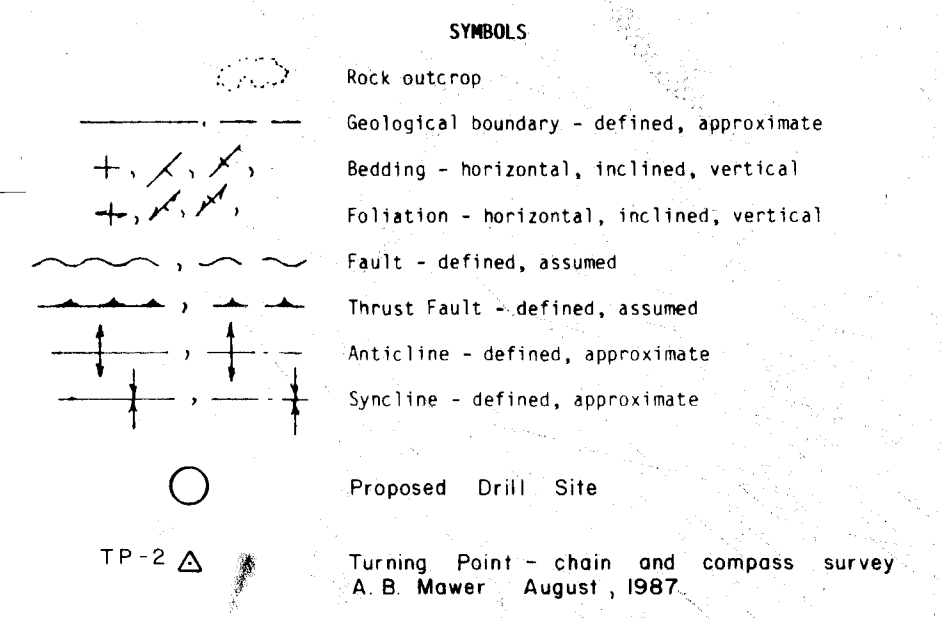 SYMBOLS
Rock outcrop
Geological boundary - defined, approximate
Bedding - horizontal, inclined, vertical
Foliation - horizontal, inclined, vertical
Fault - defined, assumed
Thrust Fault - defined, assumed
Anticline - defined, approximate
Syncline - defined, approximate
Proposed Drill Site
TP-2 Turning Point - chain and compass survey
A. B. Mawer August, 1987